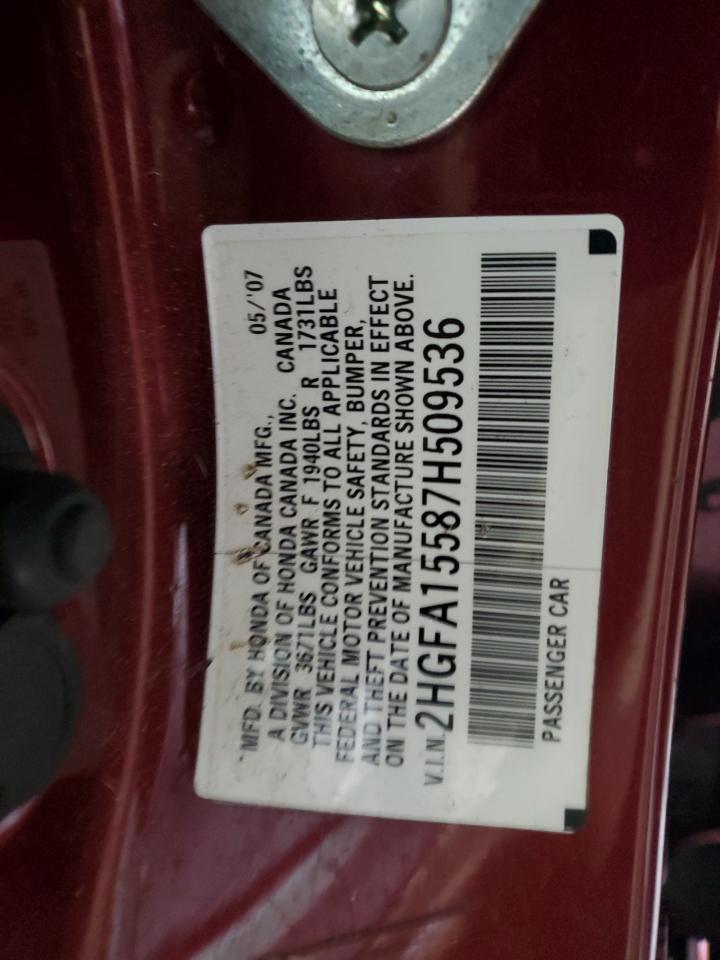 MFD. BY HONDA OF CANADA MFG., 05/'07
A DIVISION OF HONDA CANADA INC. CANADA
GVWR 3671LBS GAWR F 1940LBS R 1731LBS
THIS VEHICLE CONFORMS TO ALL APPLICABLE
FEDERAL MOTOR VEHICLE SAFETY, BUMPER,
AND THEFT PREVENTION STANDARDS IN EFFECT
ON THE DATE OF MANUFACTURE SHOWN ABOVE.
V.I.N. 2HGFA15587H509536
PASSENGER CAR